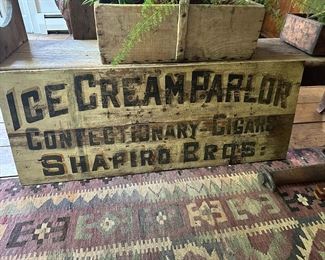 ICE CREAM PARLOR
CONFECTIONARY - CIGARS
SHAPIRO BROS.